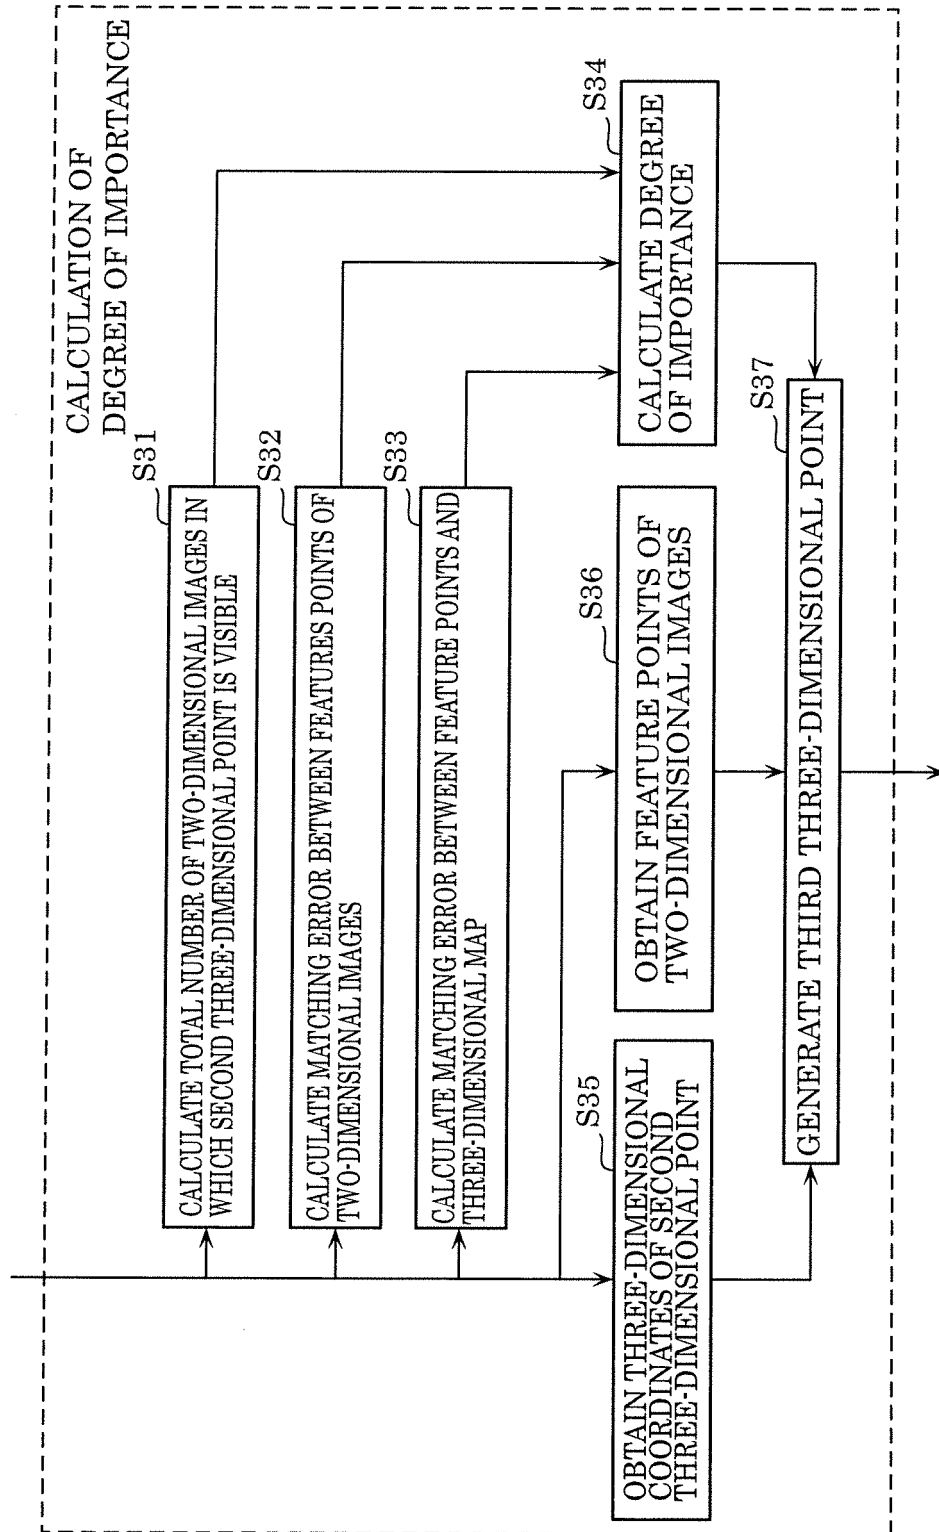 CALCULATION OF
DEGREE OF IMPORTANCE
S31
CALCULATE TOTAL NUMBER OF TWO-DIMENSIONAL IMAGES IN
WHICH SECOND THREE-DIMENSIONAL POINT IS VISIBLE
S32
CALCULATE MATCHING ERROR BETWEEN FEATURES POINTS OF
TWO-DIMENSIONAL IMAGES
S33
CALCULATE MATCHING ERROR BETWEEN FEATURE POINTS AND
THREE-DIMENSIONAL MAP
S35
OBTAIN THREE-DIMENSIONAL
COORDINATES OF SECOND
THREE-DIMENSIONAL POINT
S36
OBTAIN FEATURE POINTS OF
TWO-DIMENSIONAL IMAGES
S34
CALCULATE DEGREE
OF IMPORTANCE
S37
GENERATE THIRD THREE-DIMENSIONAL POINT